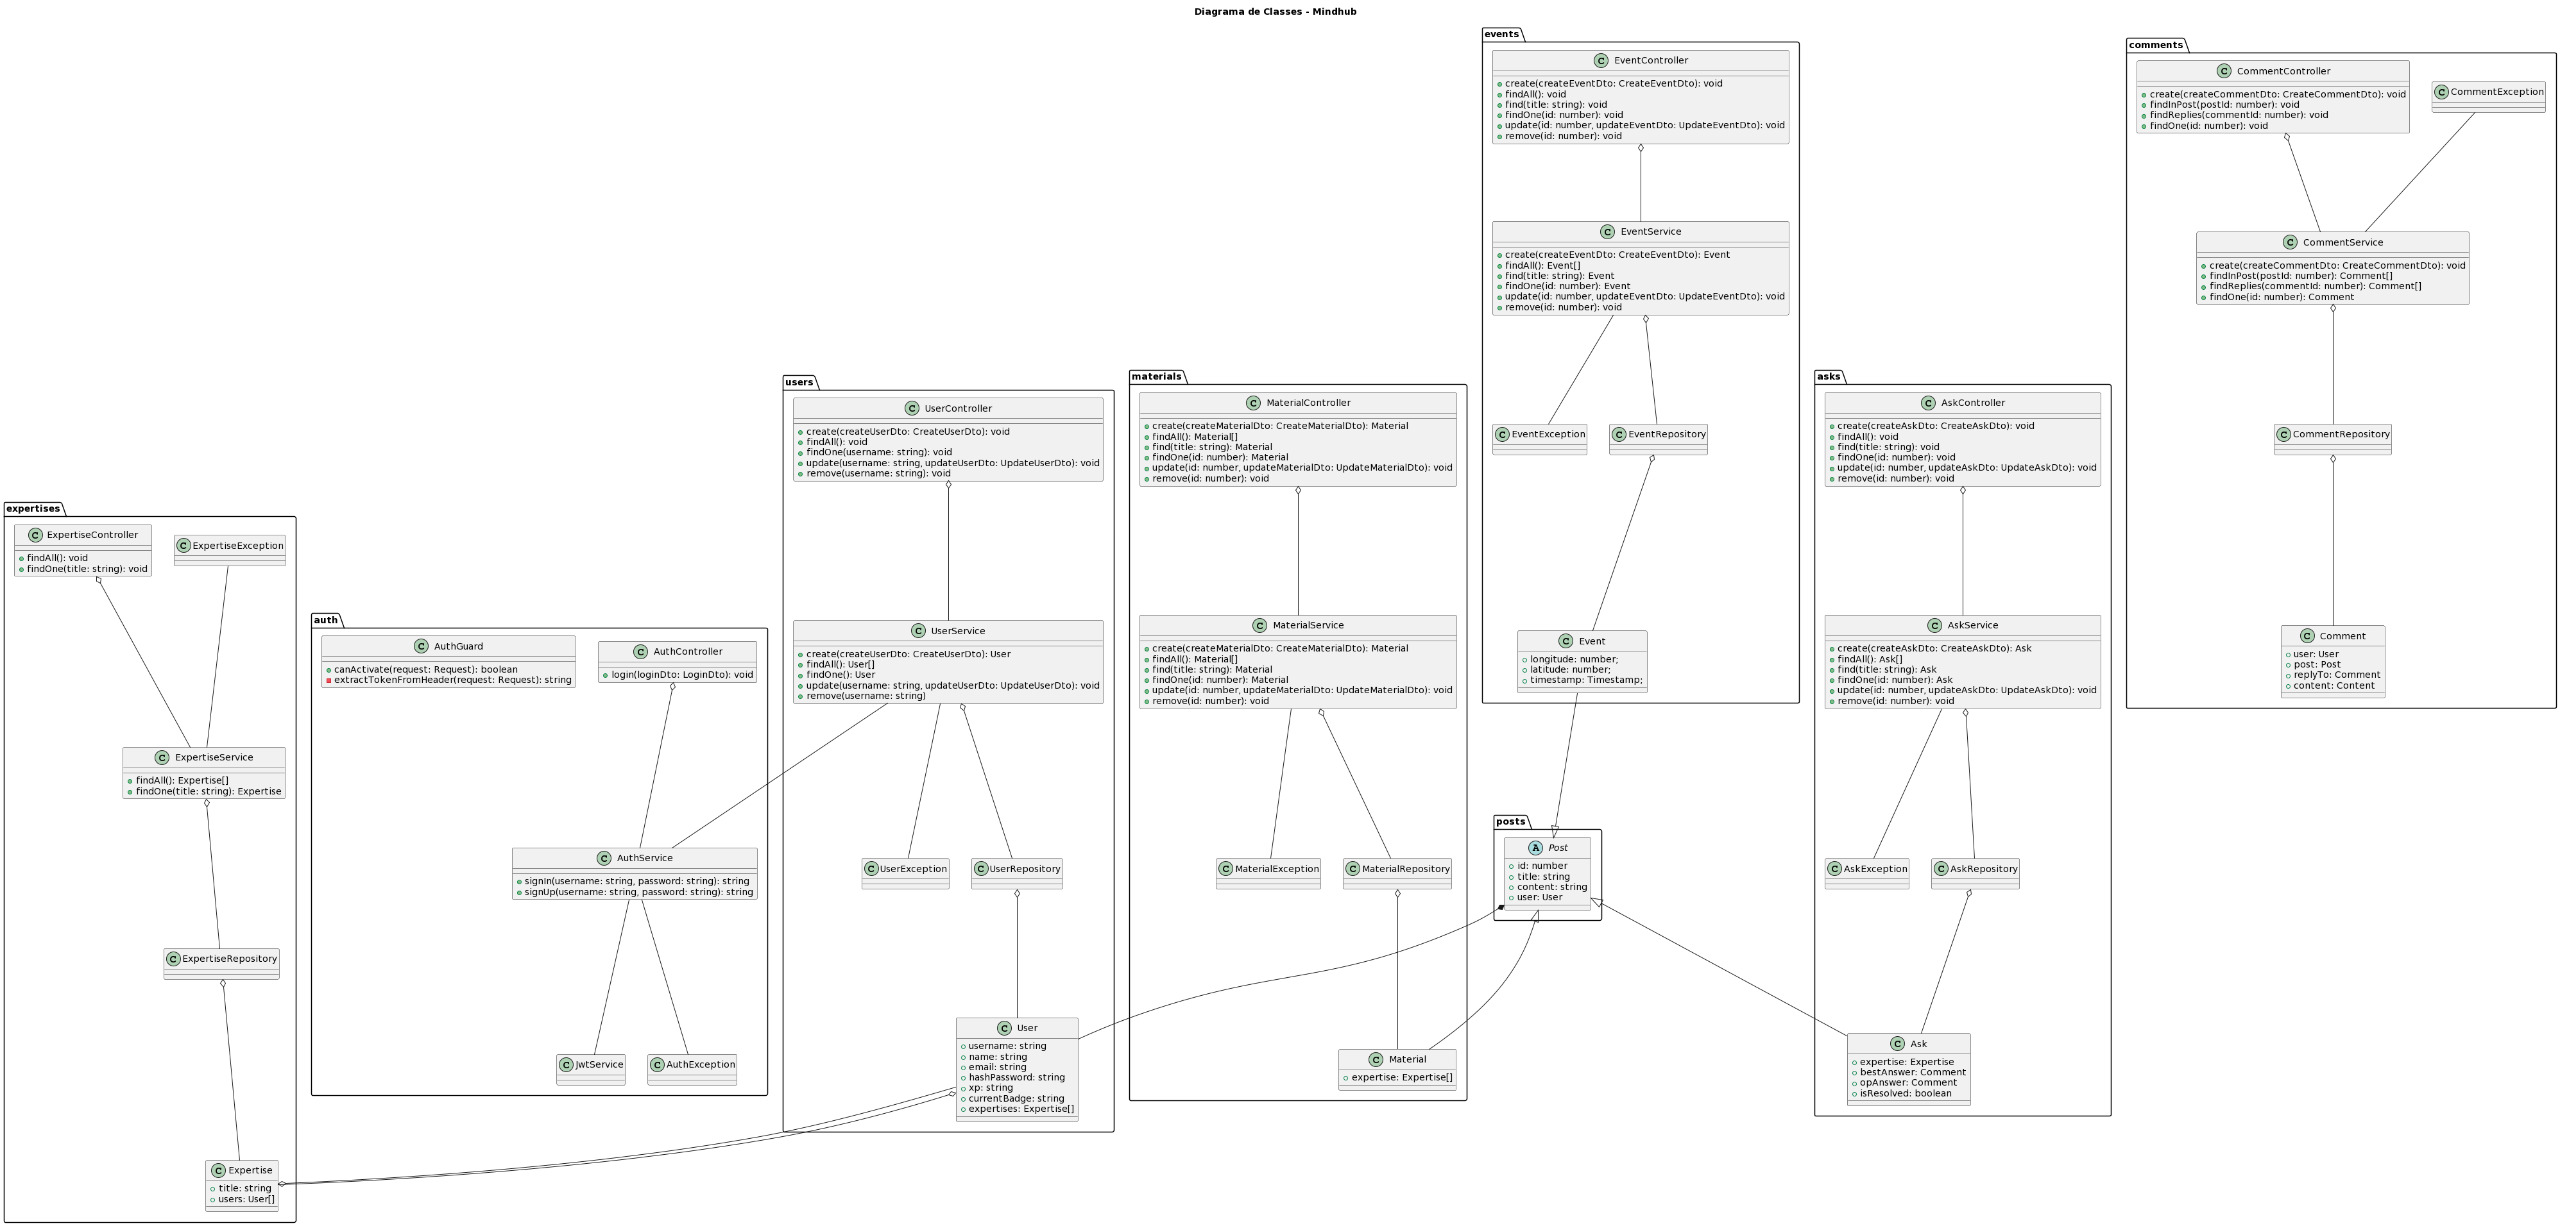 Diagrama de Classes - Mindhub
expertises
C ExpertiseController
findAll(): void
findOne(title: string): void
C ExpertiseException
C ExpertiseService
findAll(): Expertise[]
findOne(title: string): Expertise
C ExpertiseRepository
C Expertise
title: string
users: User[]
auth
C AuthGuard
canActivate(request: Request): boolean
extractTokenFromHeader(request: Request): string
C AuthController
login(loginDto: LoginDto): void
C AuthService
signIn(username: string, password: string): string
signUp(username: string, password: string): string
C JwtService
C AuthException
users
C UserController
create(createUserDto: CreateUserDto): void
findAll(): void
findOne(username: string): void
update(username: string, updateUserDto: UpdateUserDto): void
remove(username: string): void
C UserService
create(createUserDto: CreateUserDto): User
findAll(): User[]
findOne(): User
update(username: string, updateUserDto: UpdateUserDto): void
remove(username: string)
C UserException
C UserRepository
C User
username: string
name: string
email: string
hashPassword: string
xp: string
currentBadge: string
expertises: Expertise[]
materials
C MaterialController
create(createMaterialDto: CreateMaterialDto): Material
findAll(): Material[]
find(title: string): Material
findOne(id: number): Material
update(id: number, updateMaterialDto: UpdateMaterialDto): void
remove(id: number): void
C MaterialService
create(createMaterialDto: CreateMaterialDto): Material
findAll(): Material[]
find(title: string): Material
findOne(id: number): Material
update(id: number, updateMaterialDto: UpdateMaterialDto): void
remove(id: number): void
C MaterialException
C MaterialRepository
C Material
expertise: Expertise[]
events
C EventController
create(createEventDto: CreateEventDto): void
findAll(): void
find(title: string): void
findOne(id: number): void
update(id: number, updateEventDto: UpdateEventDto): void
remove(id: number): void
C EventService
create(createEventDto: CreateEventDto): Event
findAll(): Event[]
find(title: string): Event
findOne(id: number): Event
update(id: number, updateEventDto: UpdateEventDto): void
remove(id: number): void
C EventException
C EventRepository
C Event
longitude: number;
latitude: number;
timestamp: Timestamp;
posts
A Post
id: number
title: string
content: string
user: User
asks
C AskController
create(createAskDto: CreateAskDto): void
findAll(): void
find(title: string): void
findOne(id: number): void
update(id: number, updateAskDto: UpdateAskDto): void
remove(id: number): void
C AskService
create(createAskDto: CreateAskDto): Ask
findAll(): Ask[]
find(title: string): Ask
findOne(id: number): Ask
update(id: number, updateAskDto: UpdateAskDto): void
remove(id: number): void
C AskException
C AskRepository
C Ask
expertise: Expertise
bestAnswer: Comment
opAnswer: Comment
isResolved: boolean
comments
C CommentController
create(createCommentDto: CreateCommentDto): void
findInPost(postId: number): void
findReplies(commentId: number): void
findOne(id: number): void
C CommentException
C CommentService
create(createCommentDto: CreateCommentDto): void
findInPost(postId: number): Comment[]
findReplies(commentId: number): Comment[]
findOne(id: number): Comment
C CommentRepository
C Comment
user: User
post: Post
replyTo: Comment
content: Content